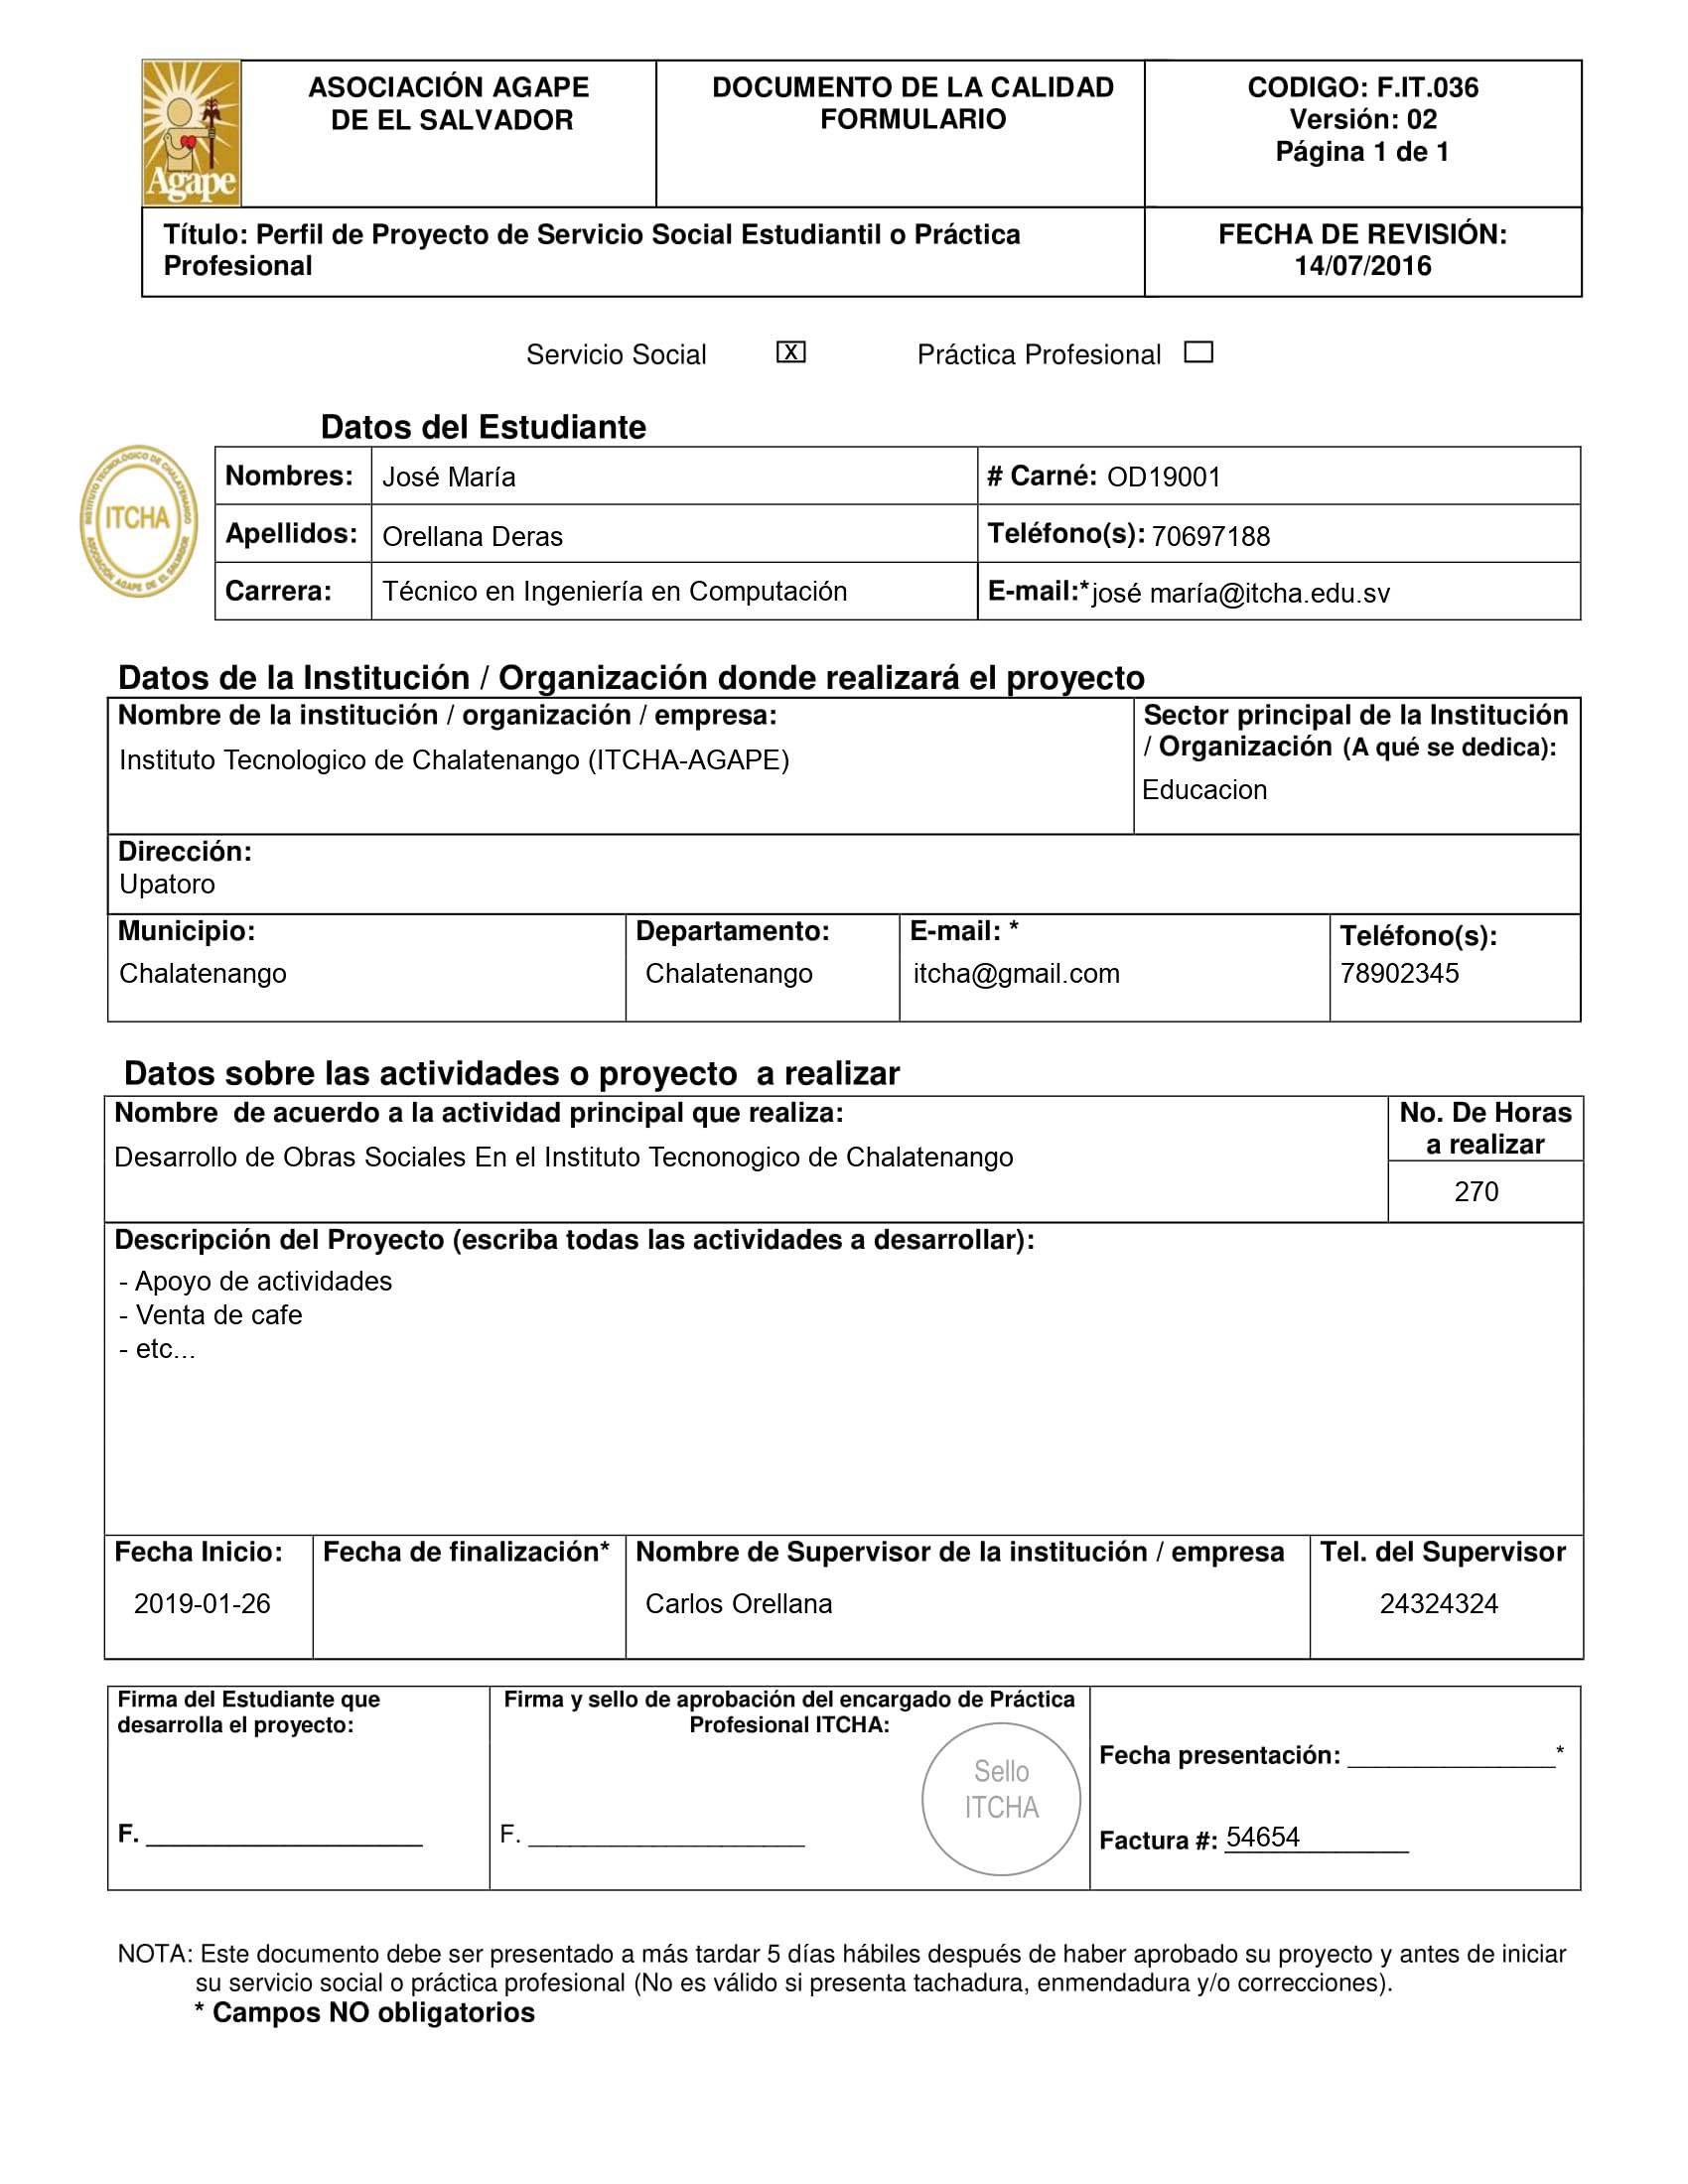 Agape
ASOCIACIÓN AGAPE
DE EL SALVADOR
DOCUMENTO DE LA CALIDAD
FORMULARIO
CODIGO: F.IT.036
Versión: 02
Página 1 de 1
Título: Perfil de Proyecto de Servicio Social Estudiantil o Práctica
Profesional
FECHA DE REVISIÓN:
14/07/2016
Servicio Social X Práctica Profesional
Datos del Estudiante
INSTITUTO TECNOLÓGICO DE CHALATENANGO
ITCHA
ASOCIACIÓN AGAPE DE EL SALVADOR
Nombres: José María # Carné: OD19001
Apellidos: Orellana Deras Teléfono(s): 70697188
Carrera: Técnico en Ingeniería en Computación E-mail:* josé maría@itcha.edu.sv
Datos de la Institución / Organización donde realizará el proyecto
Nombre de la institución / organización / empresa:
Instituto Tecnologico de Chalatenango (ITCHA-AGAPE)
Sector principal de la Institución
/ Organización (A qué se dedica):
Educacion
Dirección:
Upatoro
Municipio: Departamento: E-mail: * Teléfono(s):
Chalatenango Chalatenango itcha@gmail.com 78902345
Datos sobre las actividades o proyecto a realizar
Nombre de acuerdo a la actividad principal que realiza:
Desarrollo de Obras Sociales En el Instituto Tecnonogico de Chalatenango
No. De Horas
a realizar
270
Descripción del Proyecto (escriba todas las actividades a desarrollar):
- Apoyo de actividades
- Venta de cafe
- etc...
Fecha Inicio: Fecha de finalización* Nombre de Supervisor de la institución / empresa Tel. del Supervisor
2019-01-26 Carlos Orellana 24324324
Firma del Estudiante que
desarrolla el proyecto:
F. ____________________
Firma y sello de aprobación del encargado de Práctica
Profesional ITCHA:
Sello
ITCHA
F. ____________________
Fecha presentación: _______________*
Factura #: 54654
NOTA: Este documento debe ser presentado a más tardar 5 días hábiles después de haber aprobado su proyecto y antes de iniciar
su servicio social o práctica profesional (No es válido si presenta tachadura, enmendadura y/o correcciones).
* Campos NO obligatorios